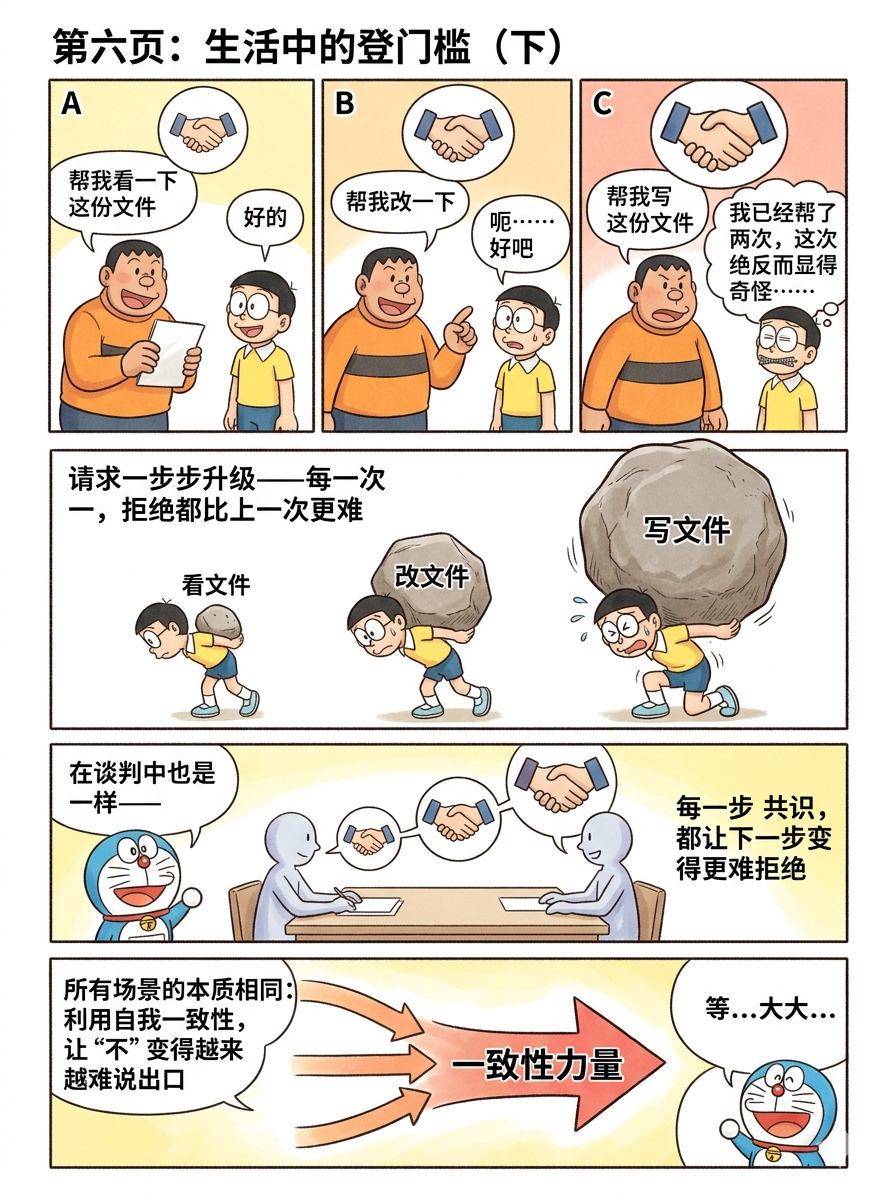 第六页：生活中的登门槛（下）
A
帮我看一下
这份文件
好的
B
帮我改一下
呃……
好吧
C
帮我写
这份文件
我已经帮了
两次，这次
绝反而显得
奇怪……
请求一步步升级——每一次
一，拒绝都比上一次更难
看文件
改文件
写文件
在谈判中也是
一样——
每一步 共识，
都让下一步变
得更难拒绝
所有场景的本质相同：
利用自我一致性，
让“不”变得越来
越难说出口
一致性力量
等…大大…